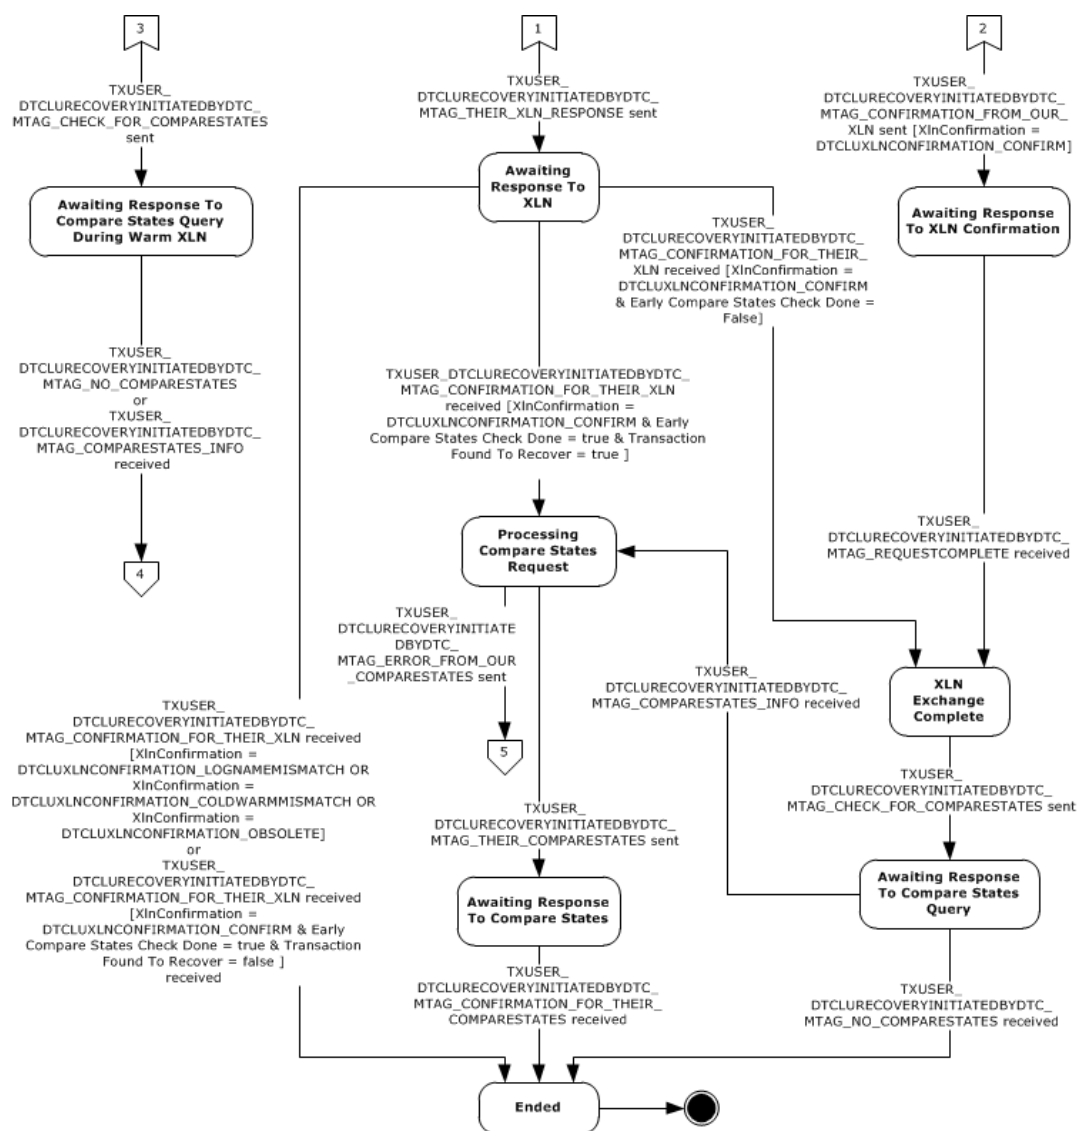 3
1
2
TXUSER_
DTCLURECOVERYINITIATEDBYDTC_
MTAG_CHECK_FOR_COMPARESTATES
sent
TXUSER_
DTCLURECOVERYINITIATEDBYDTC_
MTAG_THEIR_XLN_RESPONSE sent
TXUSER_
DTCLURECOVERYINITIATEDBYDTC_
MTAG_CONFIRMATION_FROM_OUR_
XLN sent [XlnConfirmation =
DTCLUXLNCONFIRMATION_CONFIRM]
Awaiting Response To
Compare States Query
During Warm XLN
Awaiting
Response To
XLN
Awaiting Response
To XLN Confirmation
TXUSER_
DTCLURECOVERYINITIATEDBYDTC_
MTAG_CONFIRMATION_FOR_THEIR_
XLN received [XlnConfirmation =
DTCLUXLNCONFIRMATION_CONFIRM
& Early Compare States Check Done =
False]
TXUSER_
DTCLURECOVERYINITIATEDBYDTC_
MTAG_NO_COMPARESTATES
or
TXUSER_
DTCLURECOVERYINITIATEDBYDTC_
MTAG_COMPARESTATES_INFO
received
TXUSER_DTCLURECOVERYINITIATEDBYDTC_
MTAG_CONFIRMATION_FOR_THEIR_XLN
received [XlnConfirmation =
DTCLUXLNCONFIRMATION_CONFIRM & Early
Compare States Check Done = true & Transaction
Found To Recover = true ]
4
Processing
Compare States
Request
TXUSER_
DTCLURECOVERYINITIATEDBYDTC_
MTAG_REQUESTCOMPLETE received
TXUSER_
DTCLURECOVERYINITIATE
DBYDTC_
MTAG_ERROR_FROM_OUR
_COMPARESTATES sent
5
TXUSER_
DTCLURECOVERYINITIATEDBYDTC_
MTAG_COMPARESTATES_INFO received
XLN
Exchange
Complete
TXUSER_
DTCLURECOVERYINITIATEDBYDTC_
MTAG_CONFIRMATION_FOR_THEIR_XLN received
[XlnConfirmation =
DTCLUXLNCONFIRMATION_LOGNAMEMISMATCH OR
XlnConfirmation =
DTCLUXLNCONFIRMATION_COLDWARMMISMATCH OR
XlnConfirmation =
DTCLUXLNCONFIRMATION_OBSOLETE]
or
TXUSER_
DTCLURECOVERYINITIATEDBYDTC_
MTAG_CONFIRMATION_FOR_THEIR_XLN received
[XlnConfirmation =
DTCLUXLNCONFIRMATION_CONFIRM & Early
Compare States Check Done = true & Transaction
Found To Recover = false ]
received
TXUSER_
DTCLURECOVERYINITIATEDBYDTC_
MTAG_THEIR_COMPARESTATES sent
TXUSER_
DTCLURECOVERYINITIATEDBYDTC_
MTAG_CHECK_FOR_COMPARESTATES sent
Awaiting Response
To Compare States
Awaiting Response
To Compare States
Query
TXUSER_
DTCLURECOVERYINITIATEDBYDTC_
MTAG_CONFIRMATION_FOR_THEIR_
COMPARESTATES received
TXUSER_
DTCLURECOVERYINITIATEDBYDTC_
MTAG_NO_COMPARESTATES received
Ended